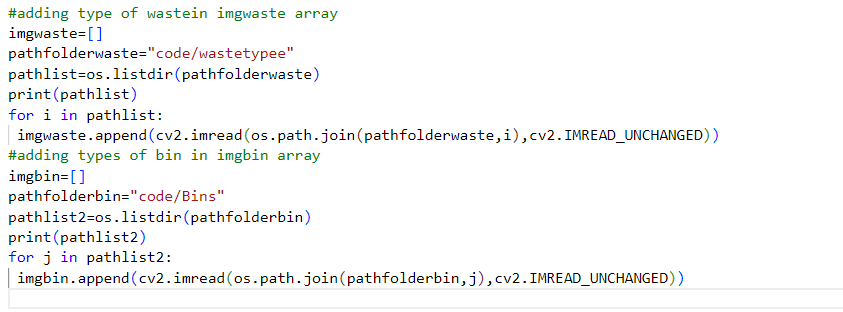 #adding type of wastein imgwaste array
imgwaste=[]
pathfolderwaste="code/wastetypee"
pathlist=os.listdir(pathfolderwaste)
print(pathlist)
for i in pathlist:
 imgwaste.append(cv2.imread(os.path.join(pathfolderwaste,i),cv2.IMREAD_UNCHANGED))
#adding types of bin in imgbin array
imgbin=[]
pathfolderbin="code/Bins"
pathlist2=os.listdir(pathfolderbin)
print(pathlist2)
for j in pathlist2:
 imgbin.append(cv2.imread(os.path.join(pathfolderbin,j),cv2.IMREAD_UNCHANGED))